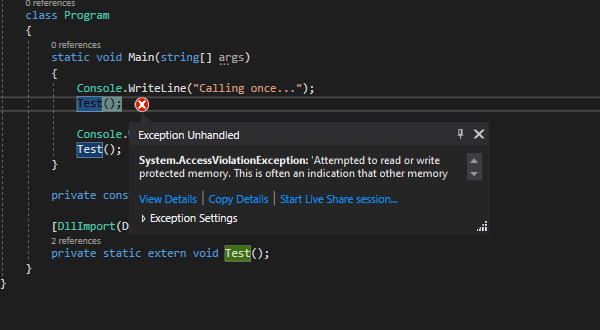 0 references
class Program
{
0 references
static void Main(string[] args)
{
Console.WriteLine("Calling once...");
Test();
Console.
Test();
}
private cons
[DllImport(D
2 references
private static extern void Test();
}
}
Exception Unhandled
System.AccessViolationException: 'Attempted to read or write
protected memory. This is often an indication that other memory
View Details | Copy Details | Start Live Share session...
Exception Settings